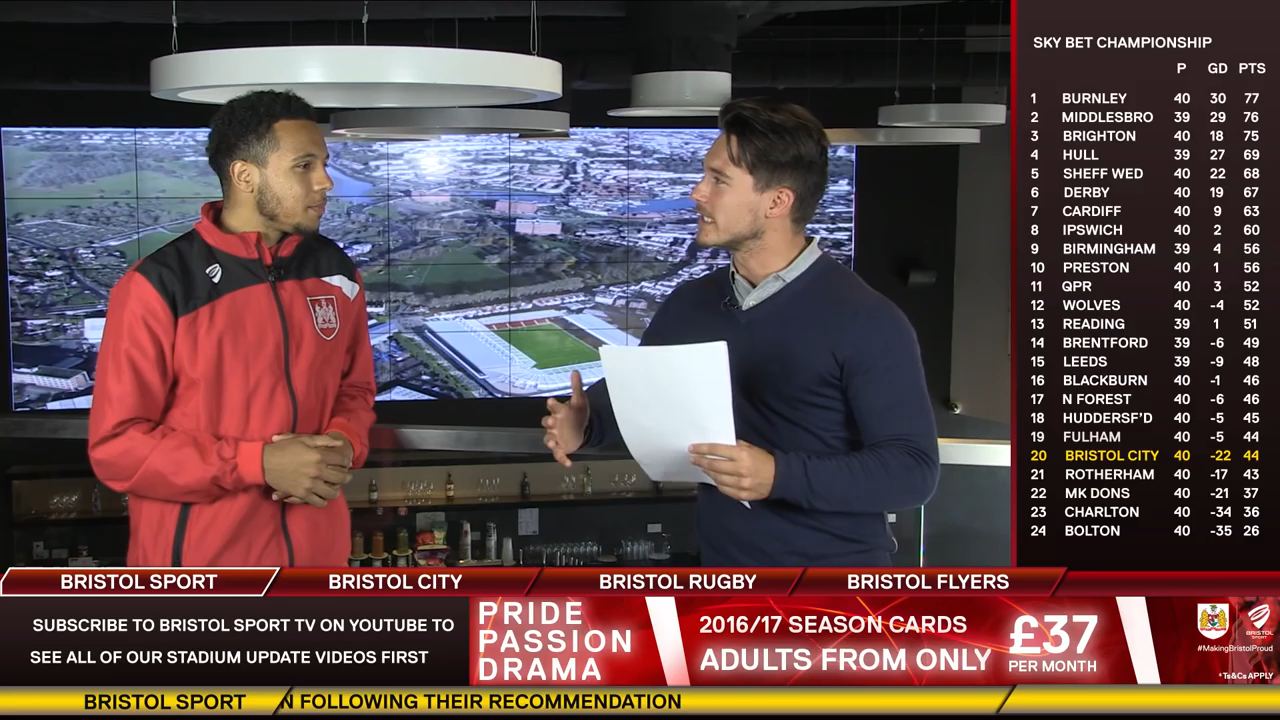 SKY BET CHAMPIONSHIP
P GD PTS
1 BURNLEY 40 30 77
2 MIDDLESBRO 39 29 76
3 BRIGHTON 40 18 75
4 HULL 39 27 69
5 SHEFF WED 40 22 68
6 DERBY 40 19 67
7 CARDIFF 40 9 63
8 IPSWICH 40 2 60
9 BIRMINGHAM 39 4 56
10 PRESTON 40 1 56
11 QPR 40 3 52
12 WOLVES 40 -4 52
13 READING 39 1 51
14 BRENTFORD 39 -6 49
15 LEEDS 39 -9 48
16 BLACKBURN 40 -1 46
17 N FOREST 40 -6 46
18 HUDDERSF'D 40 -5 45
19 FULHAM 40 -5 44
20 BRISTOL CITY 40 -22 44
21 ROTHERHAM 40 -17 43
22 MK DONS 40 -21 37
23 CHARLTON 40 -34 36
24 BOLTON 40 -35 26
BRISTOL SPORT BRISTOL CITY BRISTOL RUGBY BRISTOL FLYERS
SUBSCRIBE TO BRISTOL SPORT TV ON YOUTUBE TO
SEE ALL OF OUR STADIUM UPDATE VIDEOS FIRST
PRIDE
PASSION
DRAMA
2016/17 SEASON CARDS
ADULTS FROM ONLY
£37
PER MONTH
BRISTOL
SPORT
#MakingBristolProud
*Ts&Cs APPLY
BRISTOL SPORT N FOLLOWING THEIR RECOMMENDATION